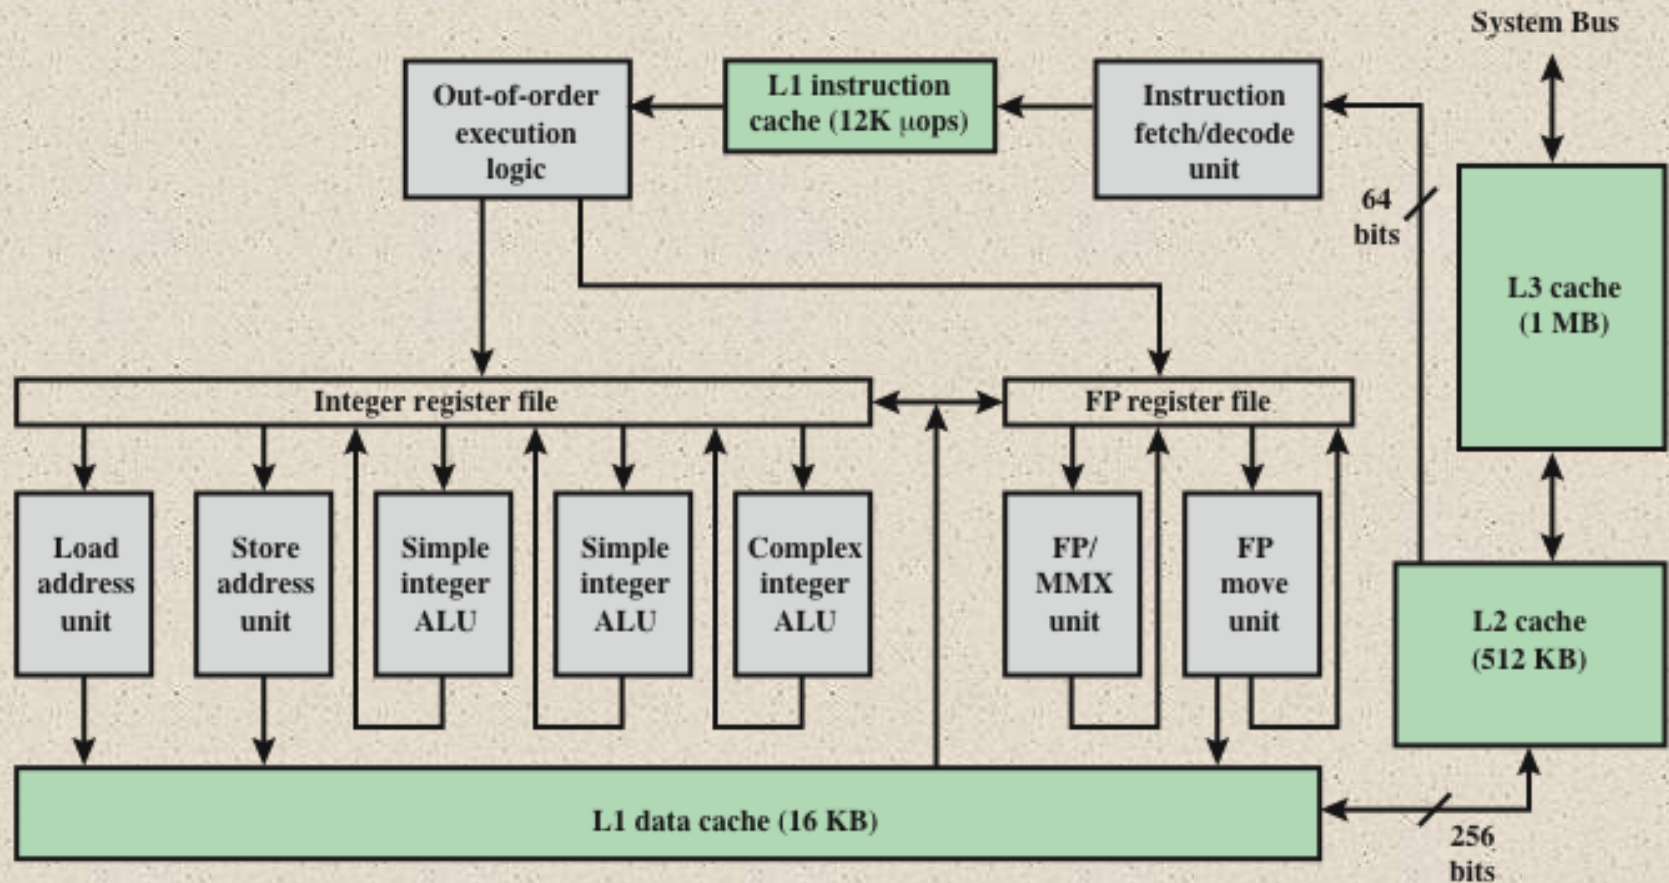 System Bus
Out-of-order
execution
logic
L1 instruction
cache (12K μops)
Instruction
fetch/decode
unit
64
bits
L3 cache
(1 MB)
Integer register file
FP register file
Load
address
unit
Store
address
unit
Simple
integer
ALU
Simple
integer
ALU
Complex
integer
ALU
FP/
MMX
unit
FP
move
unit
L2 cache
(512 KB)
L1 data cache (16 KB)
256
bits